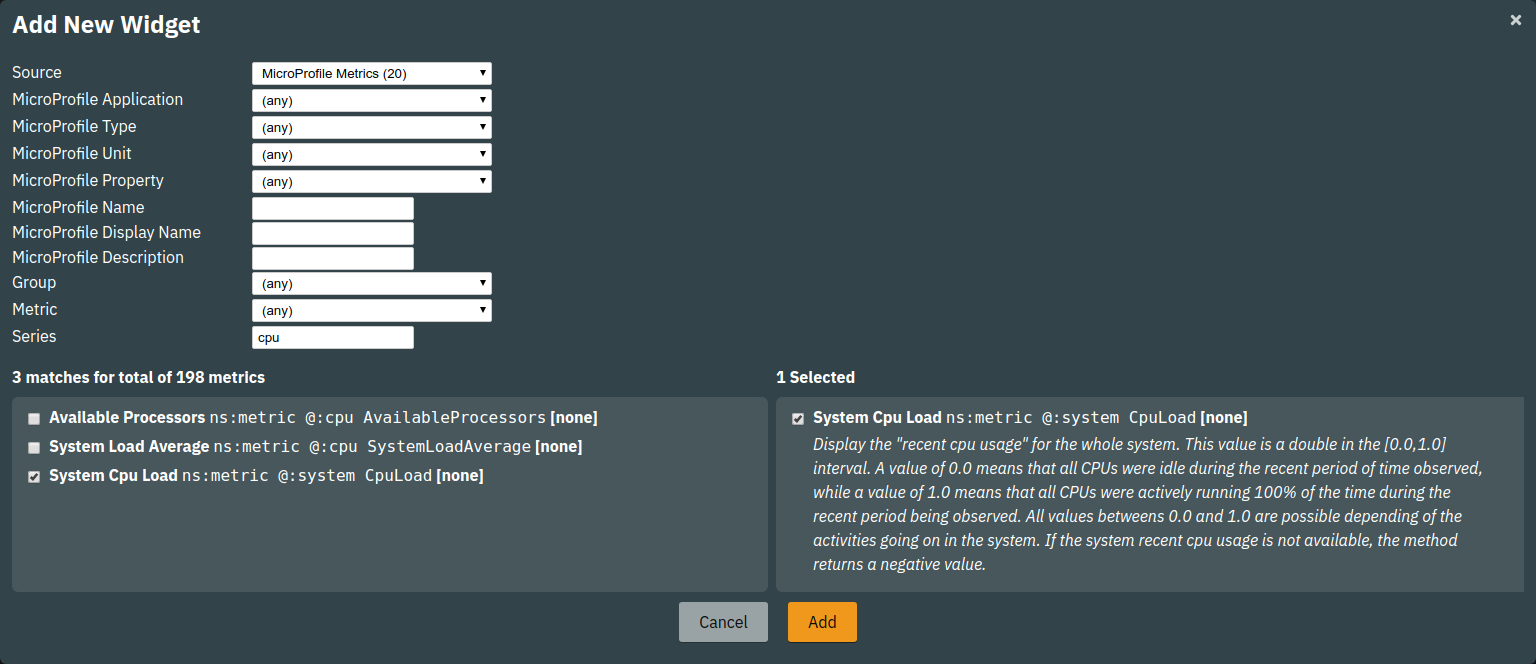 Add New Widget
×
Source MicroProfile Metrics (20)
MicroProfile Application (any)
MicroProfile Type (any)
MicroProfile Unit (any)
MicroProfile Property (any)
MicroProfile Name
MicroProfile Display Name
MicroProfile Description
Group (any)
Metric (any)
Series cpu
3 matches for total of 198 metrics
Available Processors ns:metric @:cpu AvailableProcessors [none]
System Load Average ns:metric @:cpu SystemLoadAverage [none]
System Cpu Load ns:metric @:system CpuLoad [none]
1 Selected
System Cpu Load ns:metric @:system CpuLoad [none]
Display the "recent cpu usage" for the whole system. This value is a double in the [0.0,1.0]
interval. A value of 0.0 means that all CPUs were idle during the recent period of time observed,
while a value of 1.0 means that all CPUs were actively running 100% of the time during the
recent period being observed. All values betweens 0.0 and 1.0 are possible depending of the
activities going on in the system. If the system recent cpu usage is not available, the method
returns a negative value.
Cancel
Add